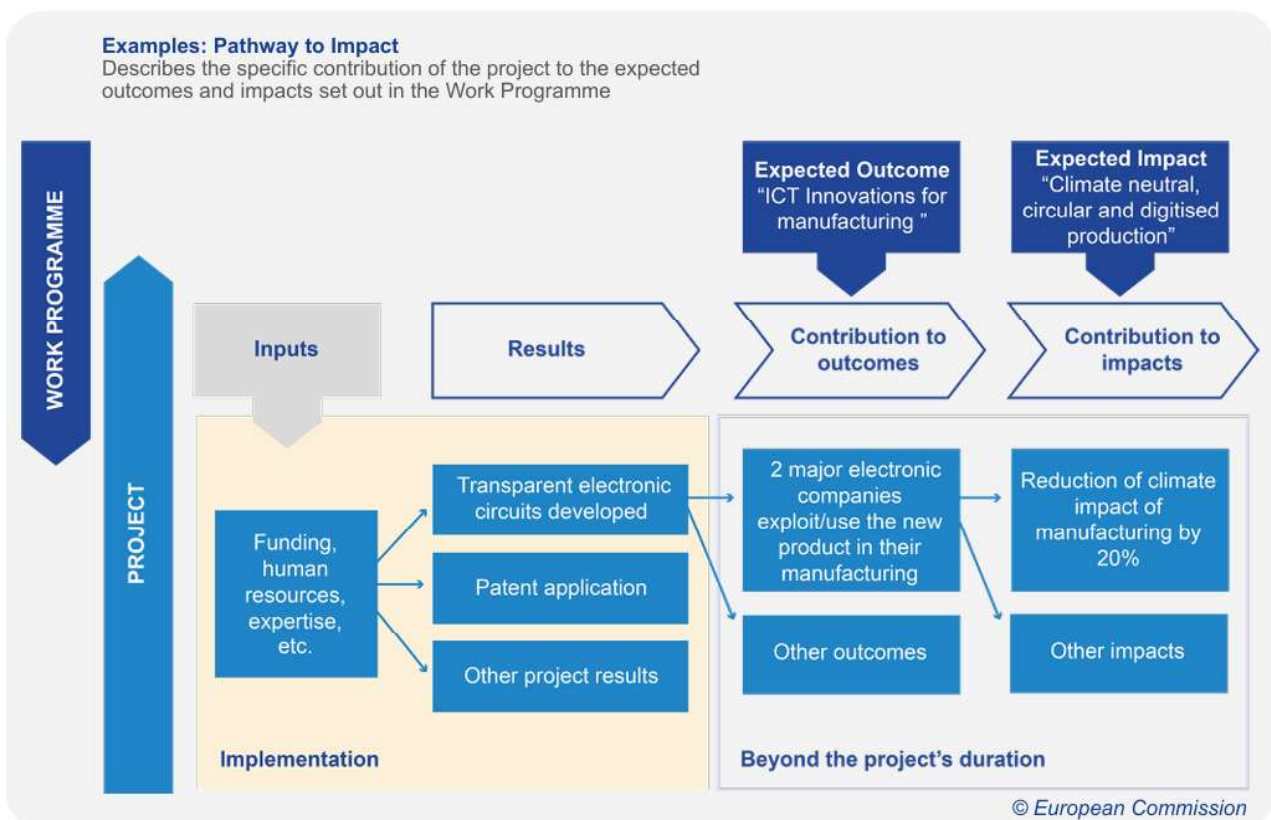 Examples: Pathway to Impact
Describes the specific contribution of the project to the expected
outcomes and impacts set out in the Work Programme
WORK PROGRAMME
PROJECT
Expected Outcome
“ICT Innovations for
manufacturing ”
Expected Impact
“Climate neutral,
circular and digitised
production”
Inputs
Results
Contribution to
outcomes
Contribution to
impacts
Funding,
human
resources,
expertise,
etc.
Transparent electronic
circuits developed
Patent application
Other project results
2 major electronic
companies
exploit/use the new
product in their
manufacturing
Other outcomes
Reduction of climate
impact of
manufacturing by
20%
Other impacts
Implementation
Beyond the project’s duration
© European Commission